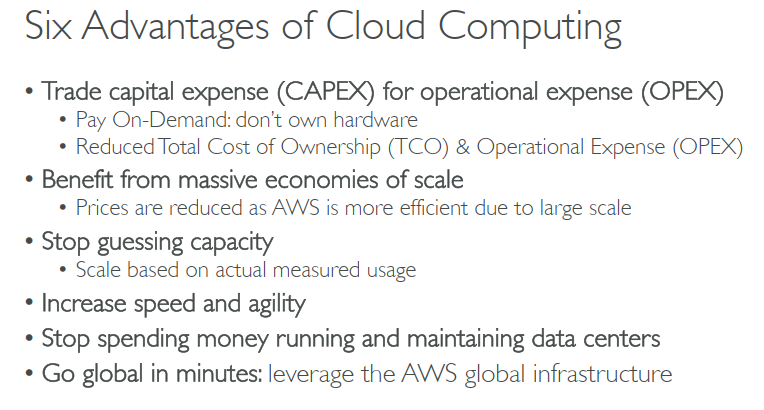 Six Advantages of Cloud Computing
• Trade capital expense (CAPEX) for operational expense (OPEX)
• Pay On-Demand: don't own hardware
• Reduced Total Cost of Ownership (TCO) & Operational Expense (OPEX)
• Benefit from massive economies of scale
• Prices are reduced as AWS is more efficient due to large scale
• Stop guessing capacity
• Scale based on actual measured usage
• Increase speed and agility
• Stop spending money running and maintaining data centers
• Go global in minutes: leverage the AWS global infrastructure